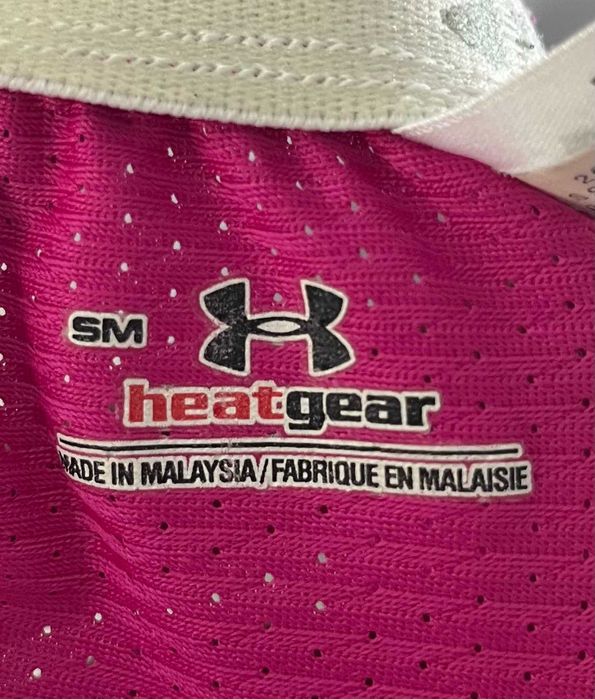 SM
heatgear
MADE IN MALAYSIA/FABRIQUE EN MALAISIE